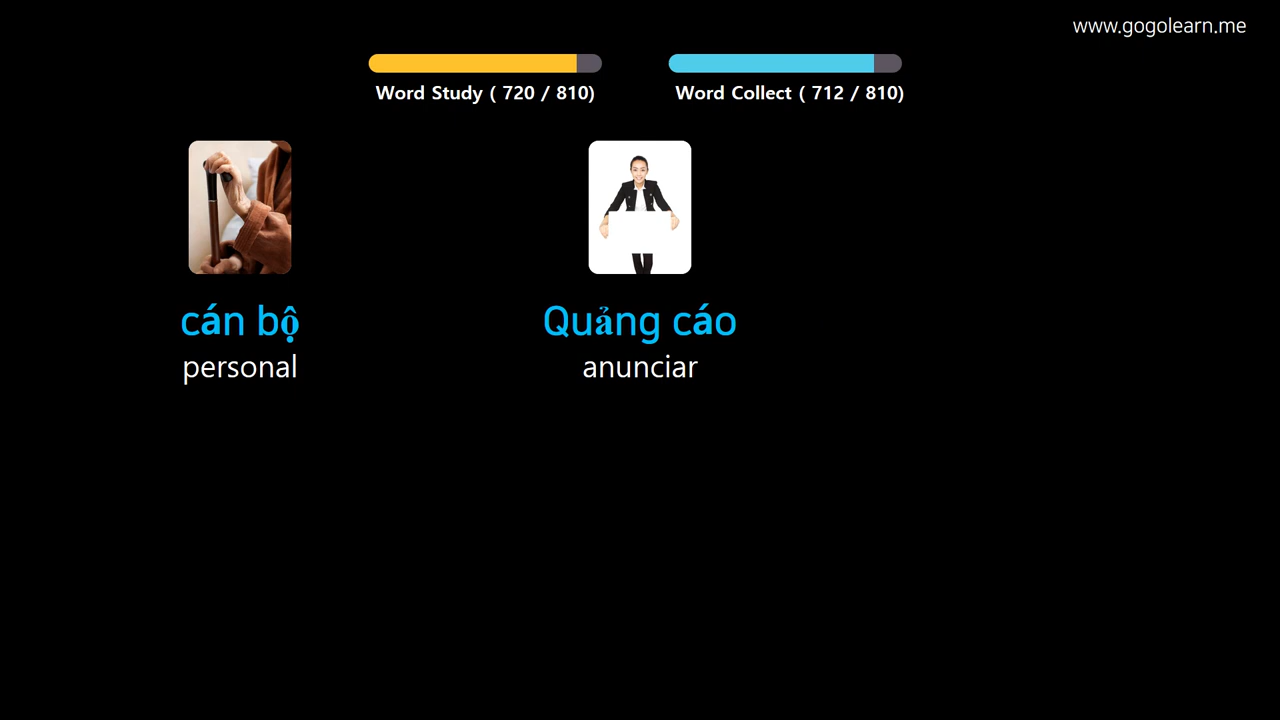 www.gogolearn.me
Word Study ( 720 / 810)
Word Collect ( 712 / 810)
cán bộ
personal
Quảng cáo
anunciar